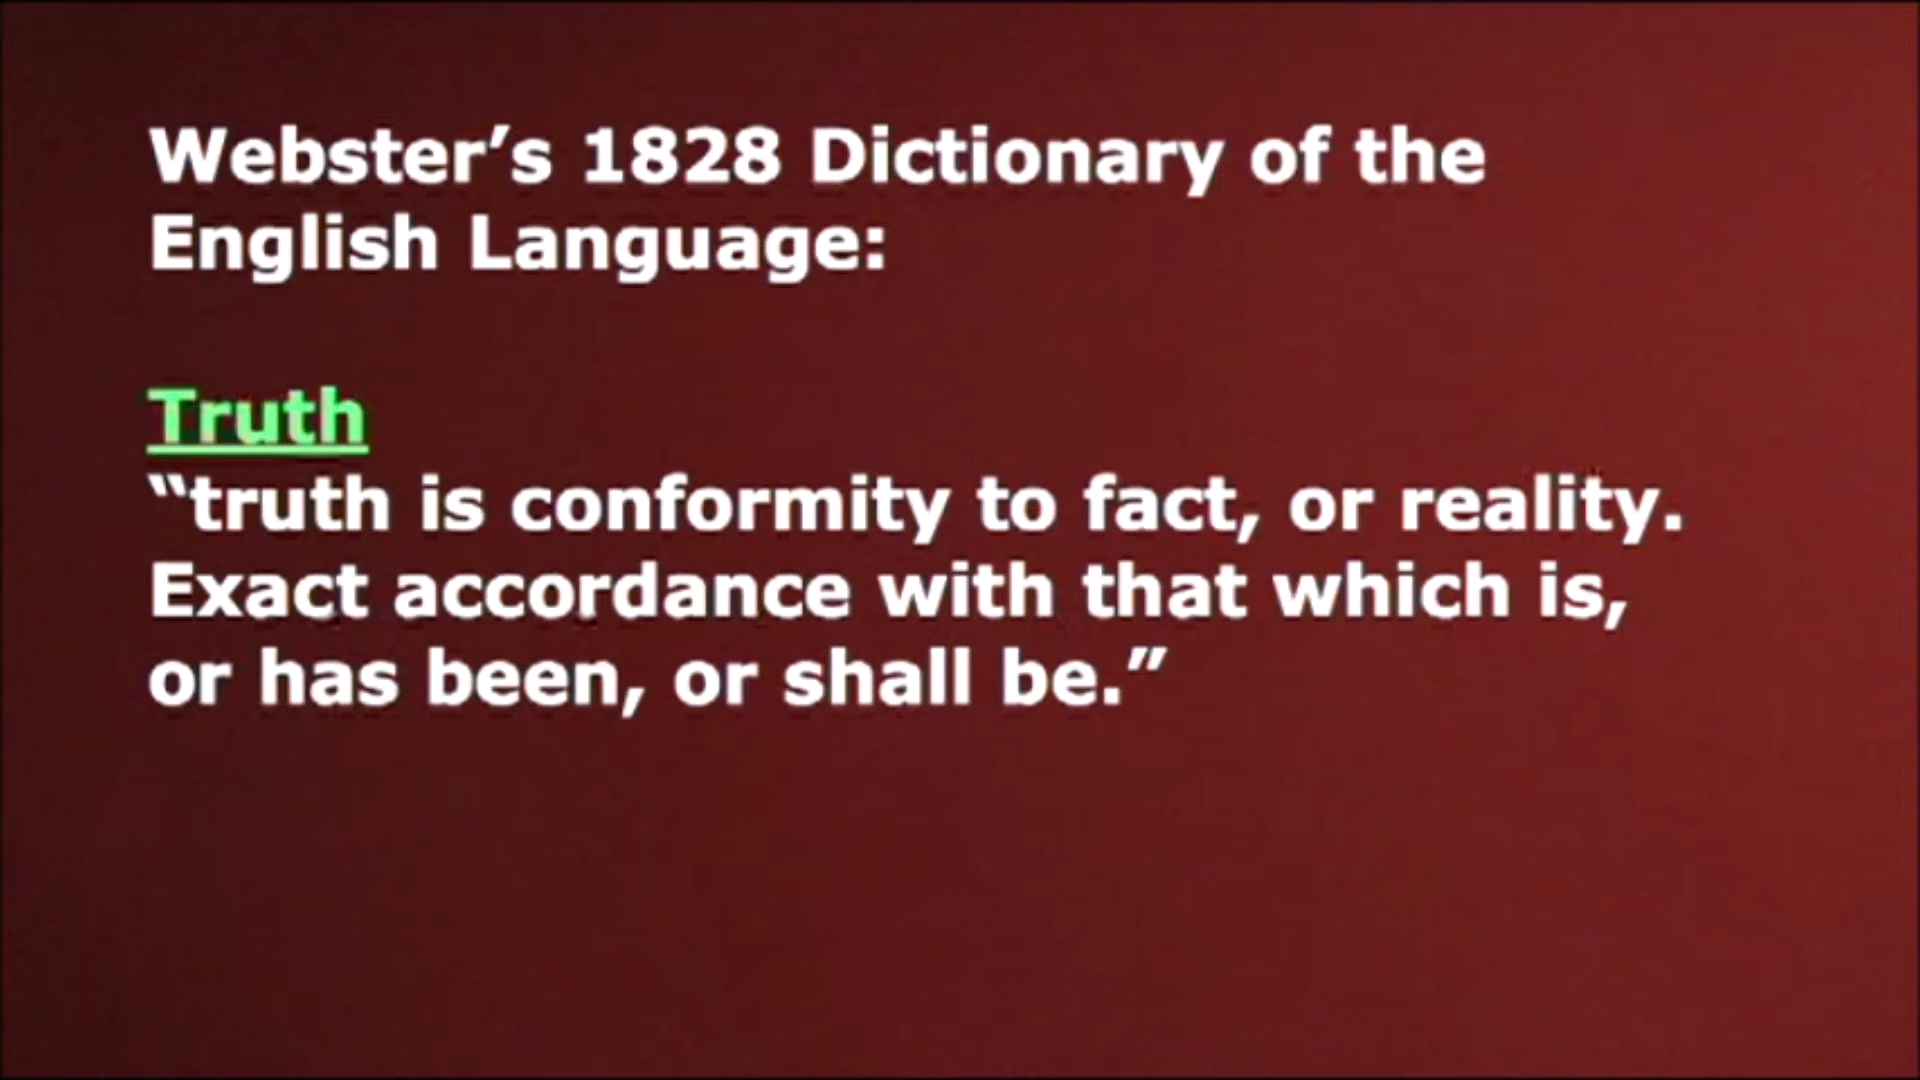 Webster’s 1828 Dictionary of the
English Language:
Truth
“truth is conformity to fact, or reality.
Exact accordance with that which is,
or has been, or shall be.”